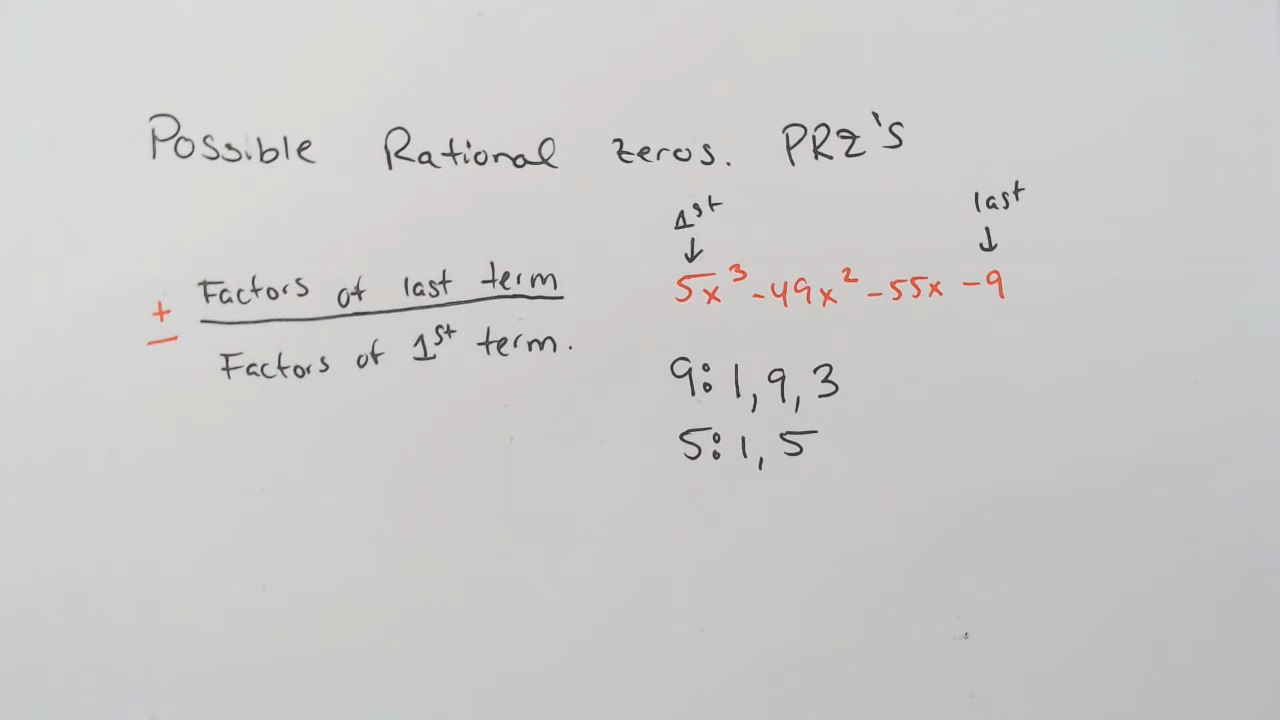 Possible Rational zeros. PRZ's
1st last
↓ ↓
± Factors of last term / Factors of 1st term.
5x³ - 49x² - 55x - 9
9: 1, 9, 3
5: 1, 5